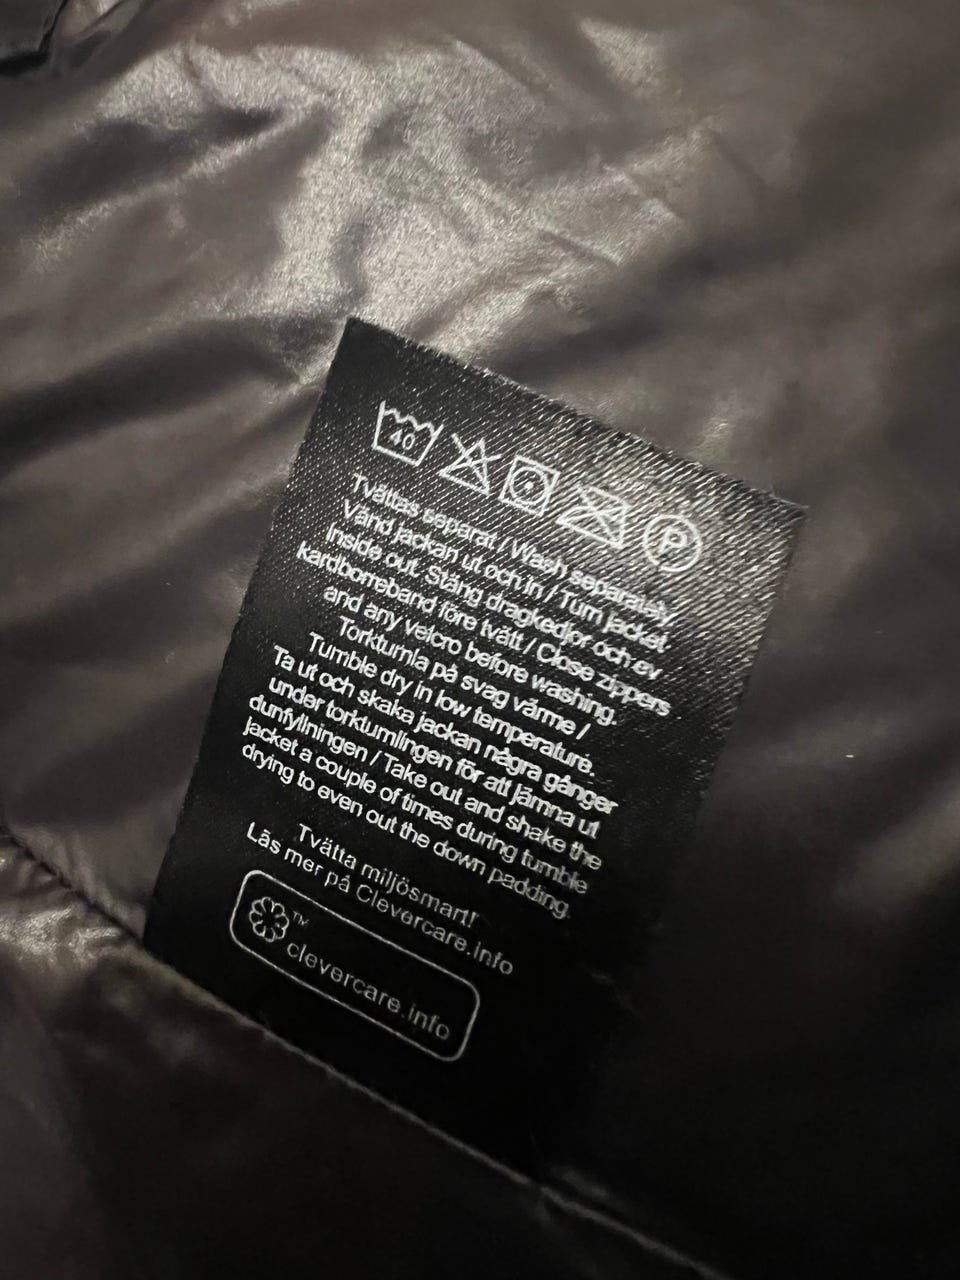 40
P
Tvättas separat / Wash separately
Vänd jackan ut och in / Turn jacket
inside out. Stäng dragkedjor och ev
kardborreband före tvätt / Close zippers
and any velcro before washing.
Torktumla på svag värme /
Tumble dry in low temperature.
Ta ut och skaka jackan några gånger
under torktumlingen för att jämna ut
dunfyllningen / Take out and shake the
jacket a couple of times during tumble
drying to even out the down padding.
Tvätta miljösmart!
Läs mer på Clevercare.info
TM
clevercare.info